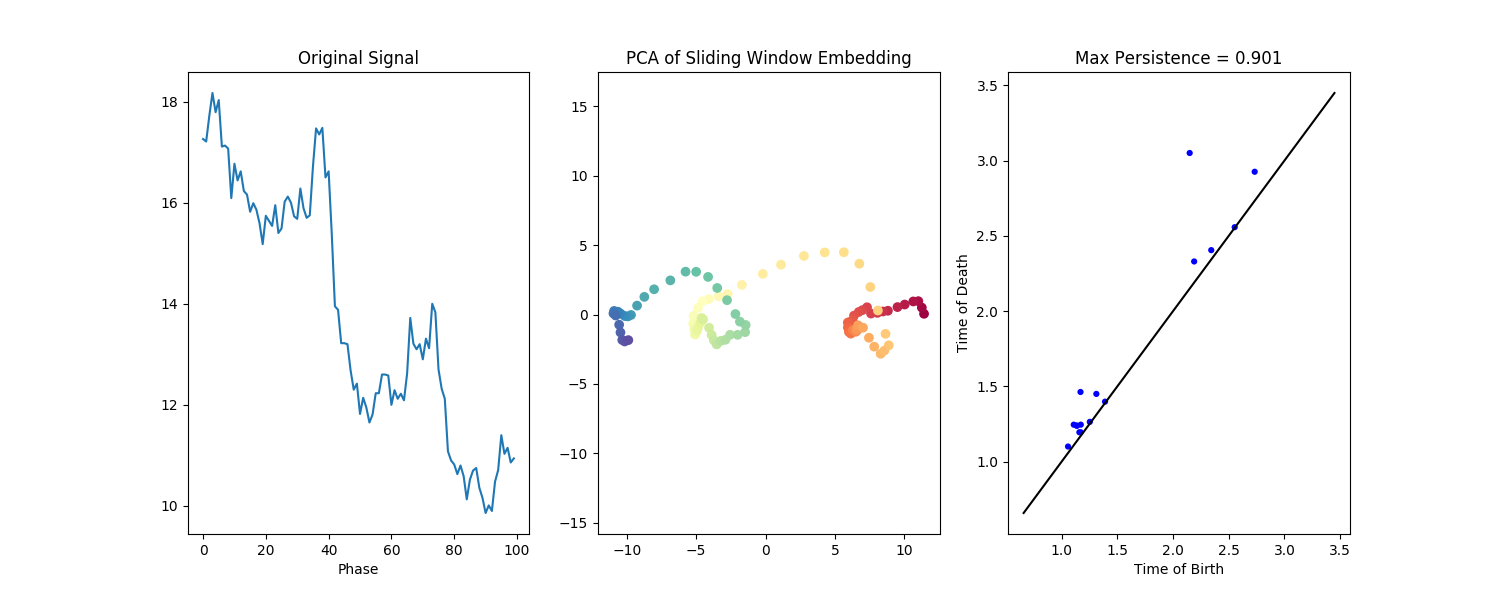 Original Signal
18
16
14
12
10
0 20 40 60 80 100
Phase
PCA of Sliding Window Embedding
15
10
5
0
−5
−10
−15
−10 −5 0 5 10
Max Persistence = 0.901
Time of Death
3.5
3.0
2.5
2.0
1.5
1.0
1.0 1.5 2.0 2.5 3.0 3.5
Time of Birth